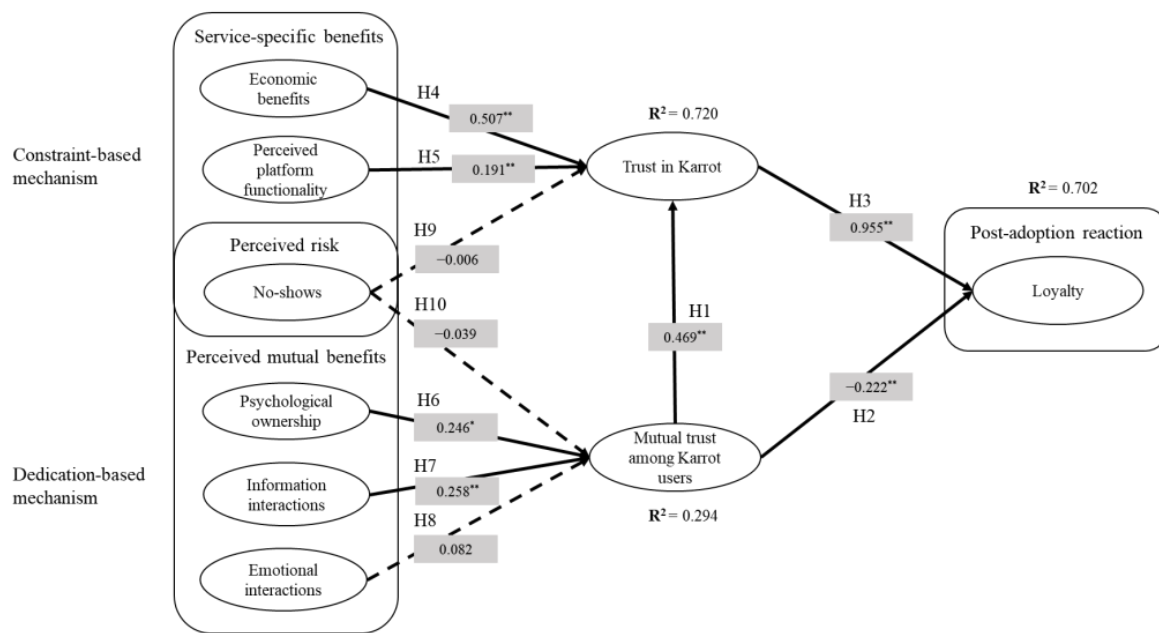 Service-specific benefits
Economic
benefits
H4
0.507**
R² = 0.720
Constraint-based
mechanism
Perceived
platform
functionality
H5
0.191**
Trust in Karrot
H3
0.955**
R² = 0.702
Post-adoption reaction
Loyalty
Perceived risk
No-shows
H9
−0.006
H10
−0.039
H1
0.469**
−0.222**
H2
Perceived mutual benefits
Psychological
ownership
H6
0.246*
Mutual trust
among Karrot
users
R² = 0.294
Dedication-based
mechanism
Information
interactions
H7
0.258**
H8
0.082
Emotional
interactions